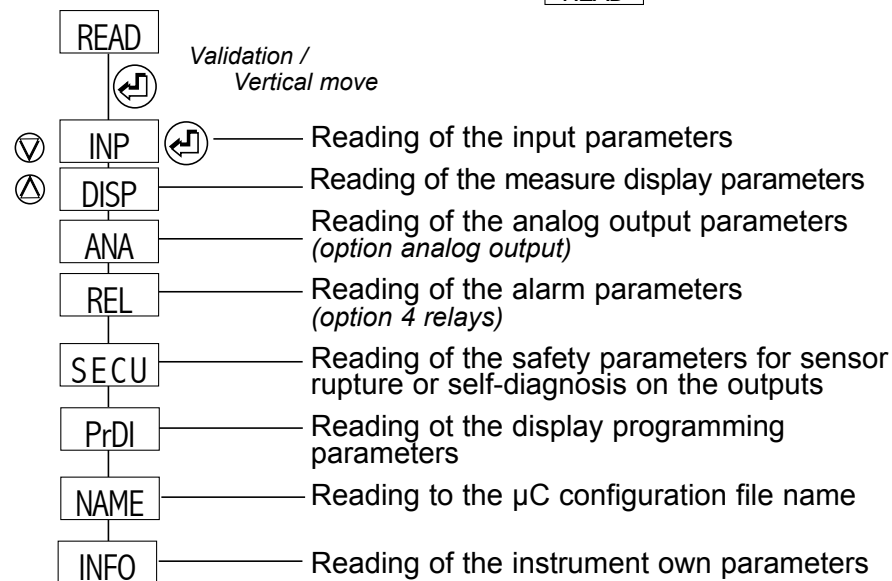 READ
READ
Validation /
Vertical move
INP
Reading of the input parameters
DISP
Reading of the measure display parameters
ANA
Reading of the analog output parameters
(option analog output)
REL
Reading of the alarm parameters
(option 4 relays)
SECU
Reading of the safety parameters for sensor
rupture or self-diagnosis on the outputs
PrDI
Reading ot the display programming
parameters
NAME
Reading to the µC configuration file name
INFO
Reading of the instrument own parameters